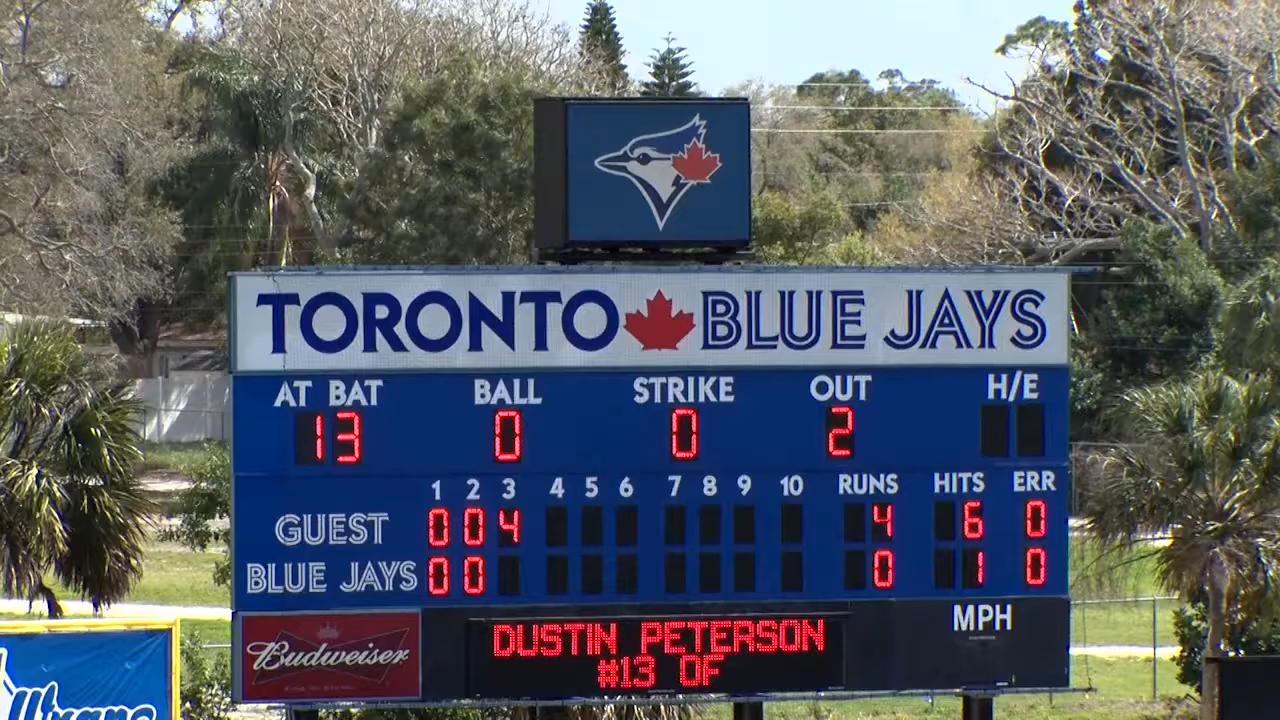 TORONTO BLUE JAYS
AT BAT BALL STRIKE OUT H/E
13 0 0 2
1 2 3 4 5 6 7 8 9 10 RUNS HITS ERR
GUEST 0 0 4 4 6 0
BLUE JAYS 0 0 0 1 0
Budweiser
DUSTIN PETERSON
#13 OF
MPH